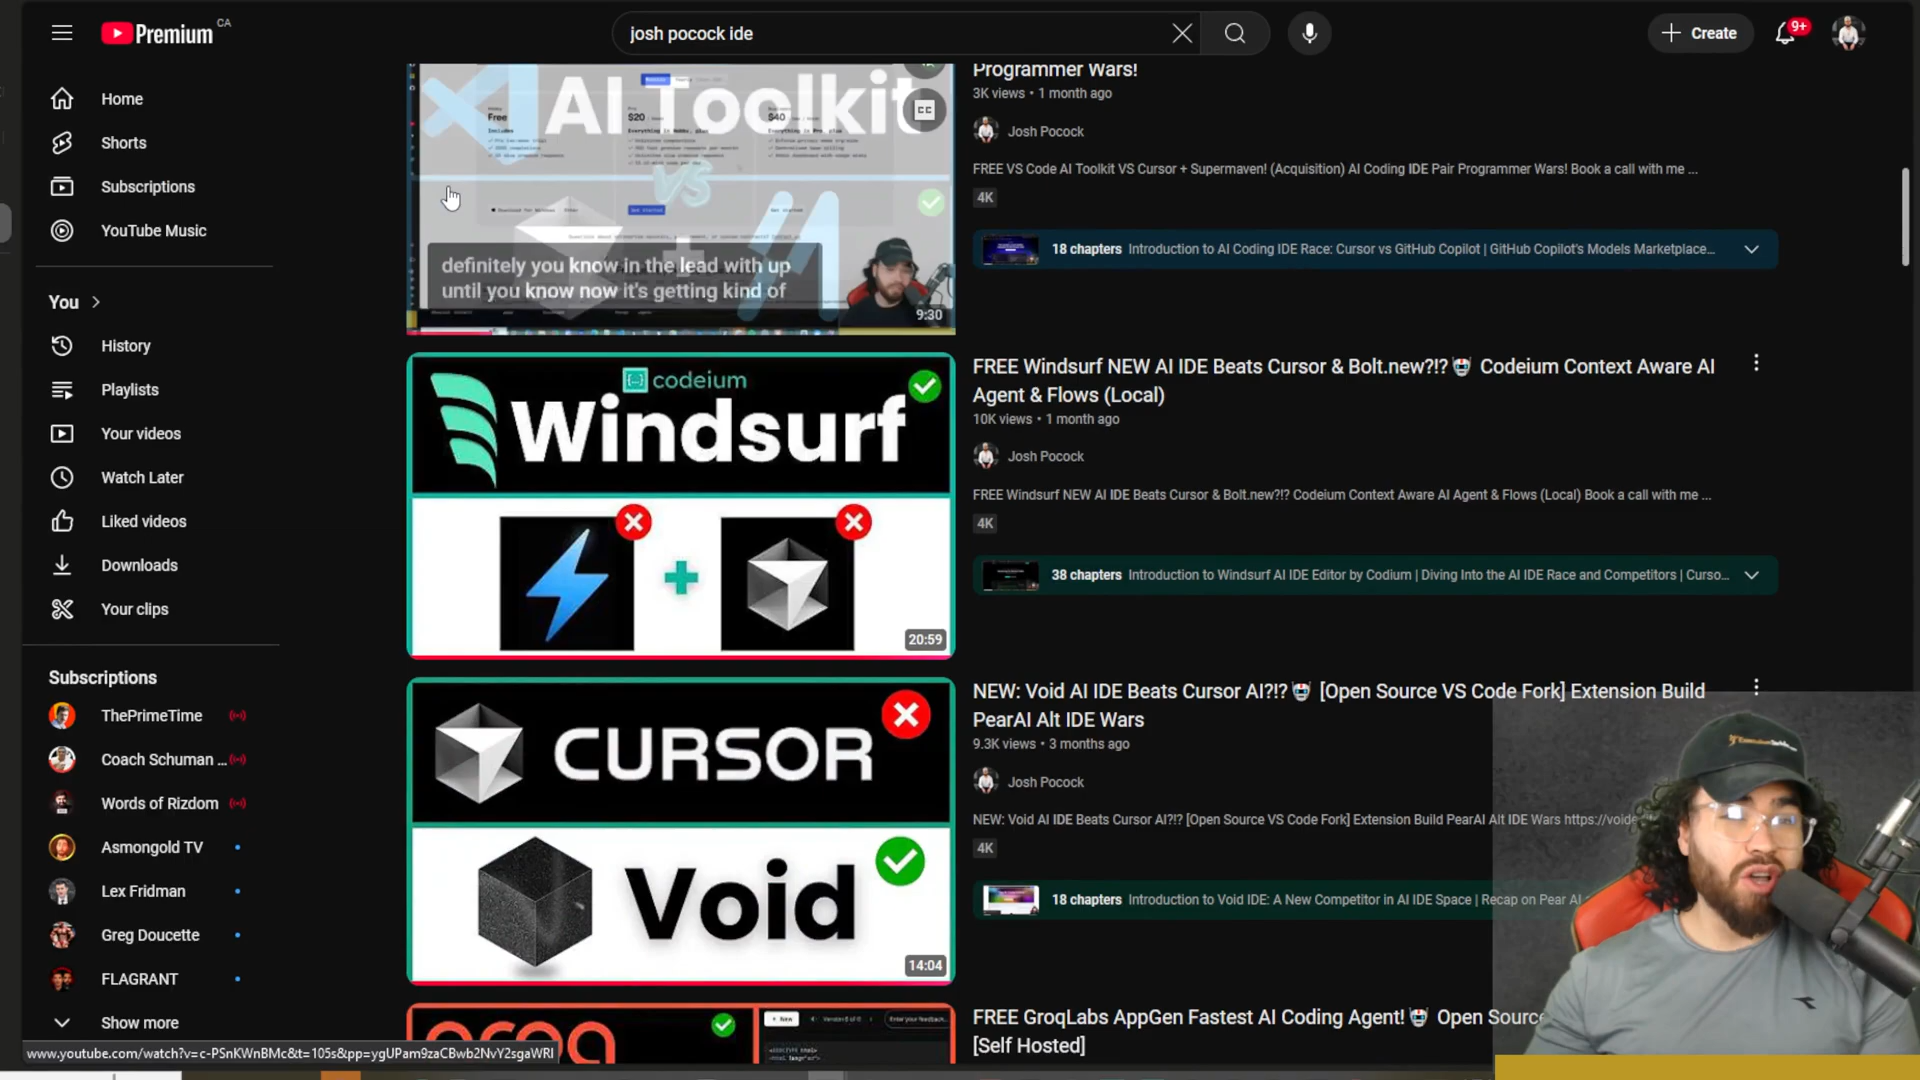 Premium
CA
josh pocock ide
Create
9+
Home
Shorts
Subscriptions
YouTube Music
You
History
Playlists
Your videos
Watch Later
Liked videos
Downloads
Your clips
Subscriptions
ThePrimeTime
Coach Schuman ...
Words of Rizdom
Asmongold TV
Lex Fridman
Greg Doucette
FLAGRANT
Show more
AI Toolkit
CC
Free
$20
$40
VS
definitely you know in the lead with up
until you know now it's getting kind of
9:30
Programmer Wars!
3K views • 1 month ago
Josh Pocock
FREE VS Code AI Toolkit VS Cursor + Supermaven! (Acquisition) AI Coding IDE Pair Programmer Wars! Book a call with me ...
4K
18 chapters Introduction to AI Coding IDE Race: Cursor vs GitHub Copilot | GitHub Copilot's Models Marketplace...
codeium
Windsurf
20:59
FREE Windsurf NEW AI IDE Beats Cursor & Bolt.new?!?🤖 Codeium Context Aware AI
Agent & Flows (Local)
10K views • 1 month ago
Josh Pocock
FREE Windsurf NEW AI IDE Beats Cursor & Bolt.new?!? Codeium Context Aware AI Agent & Flows (Local) Book a call with me ...
4K
38 chapters Introduction to Windsurf AI IDE Editor by Codium | Diving Into the AI IDE Race and Competitors | Curso...
CURSOR
Void
14:04
NEW: Void AI IDE Beats Cursor AI?!?🤖 [Open Source VS Code Fork] Extension Build
PearAI Alt IDE Wars
9.3K views • 3 months ago
Josh Pocock
NEW: Void AI IDE Beats Cursor AI?!? [Open Source VS Code Fork] Extension Build PearAI Alt IDE Wars https://voide
4K
18 chapters Introduction to Void IDE: A New Competitor in AI IDE Space | Recap on Pear AI
groq
New
Enter your feedback...
FREE GroqLabs AppGen Fastest AI Coding Agent!🤖 Open Source
[Self Hosted]
www.youtube.com/watch?v=c-PSnKWnBMc&t=105s&pp=ygUPam9zaCBwb2NvY2sgaWRl